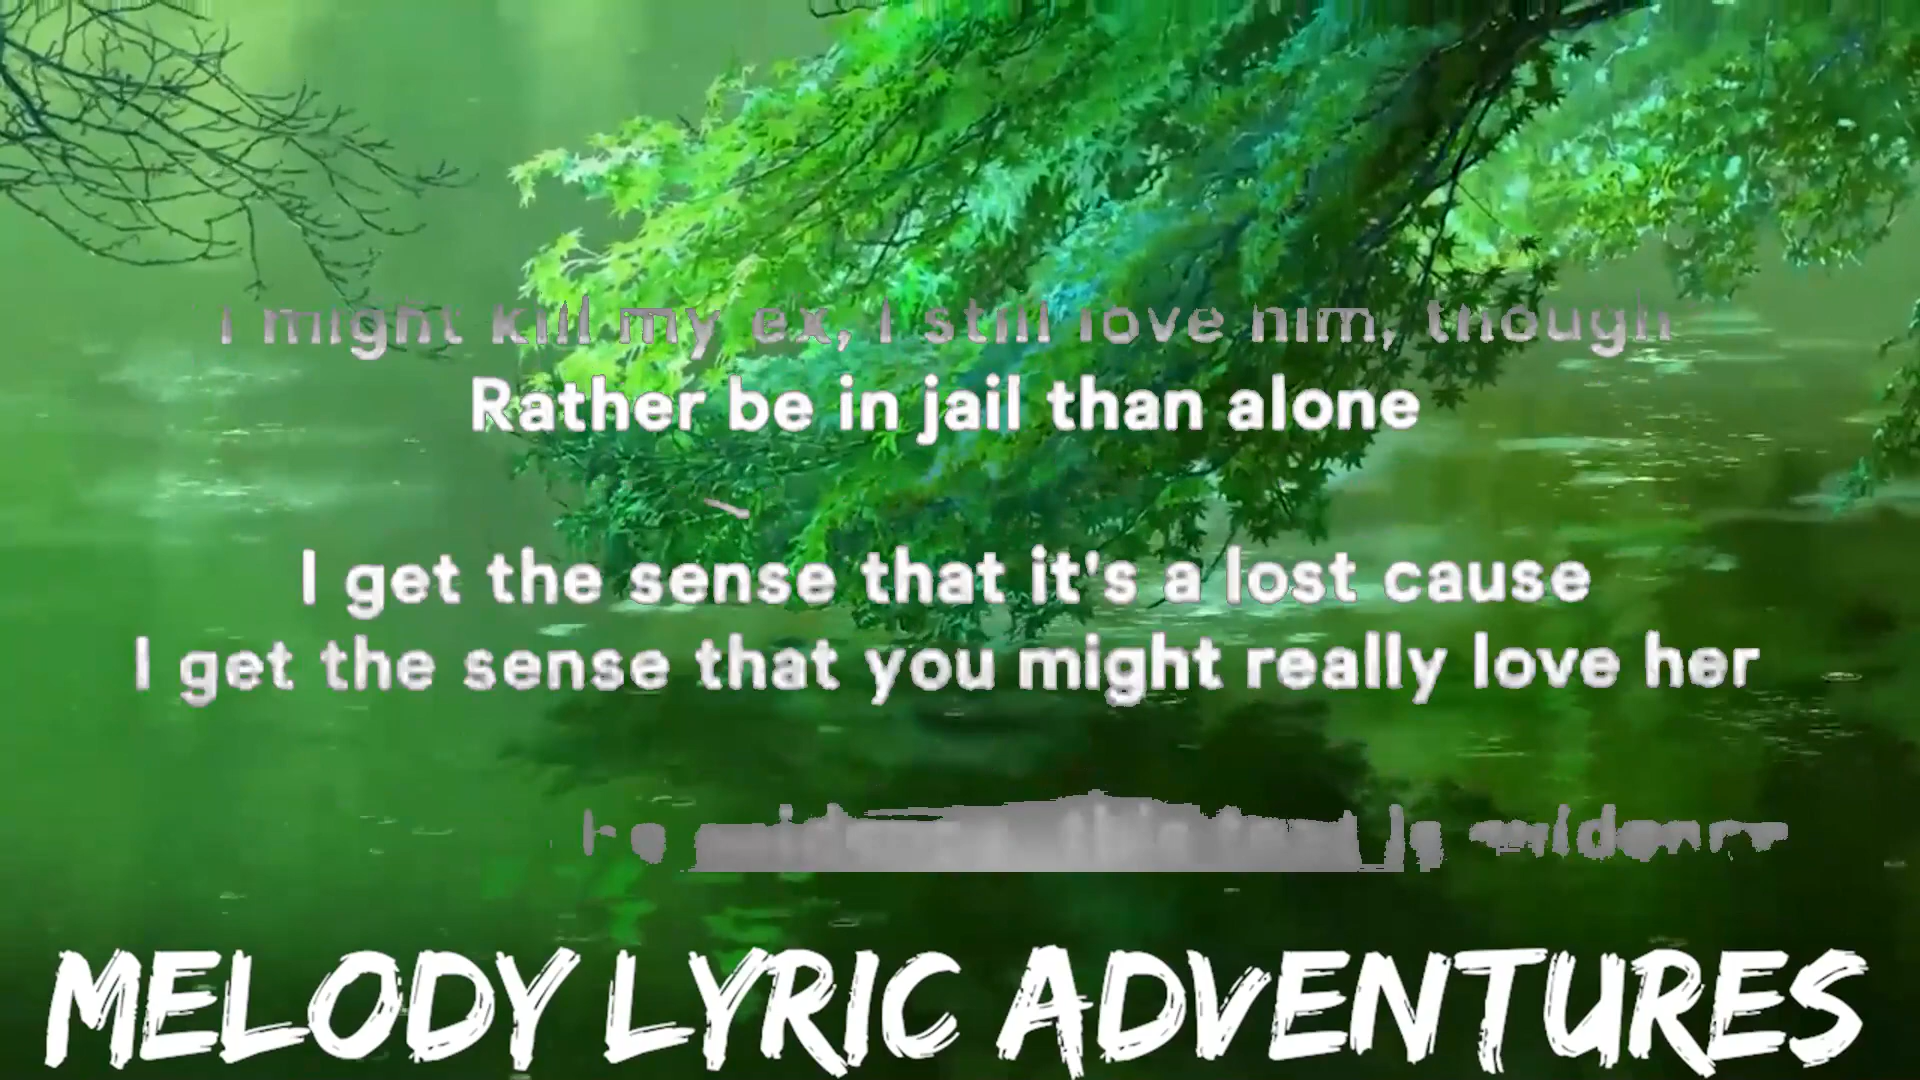 I might kill my ex, I still love him, though
Rather be in jail than alone
I get the sense that it's a lost cause
I get the sense that you might really love her
MELODY LYRIC ADVENTURES